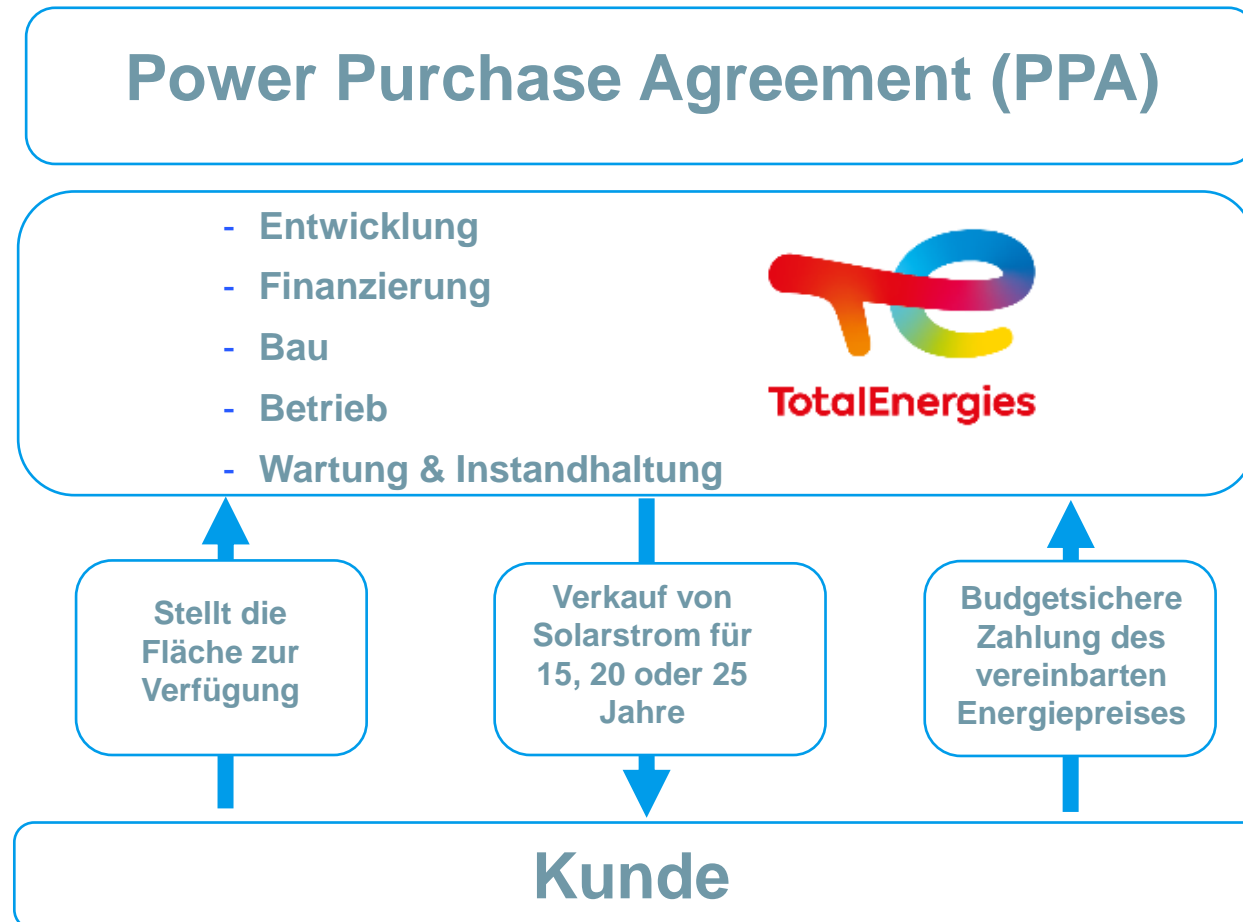 Power Purchase Agreement (PPA)
- Entwicklung
- Finanzierung
- Bau
- Betrieb
- Wartung & Instandhaltung
TotalEnergies
Stellt die
Fläche zur
Verfügung
Verkauf von
Solarstrom für
15, 20 oder 25
Jahre
Budgetsichere
Zahlung des
vereinbarten
Energiepreises
Kunde